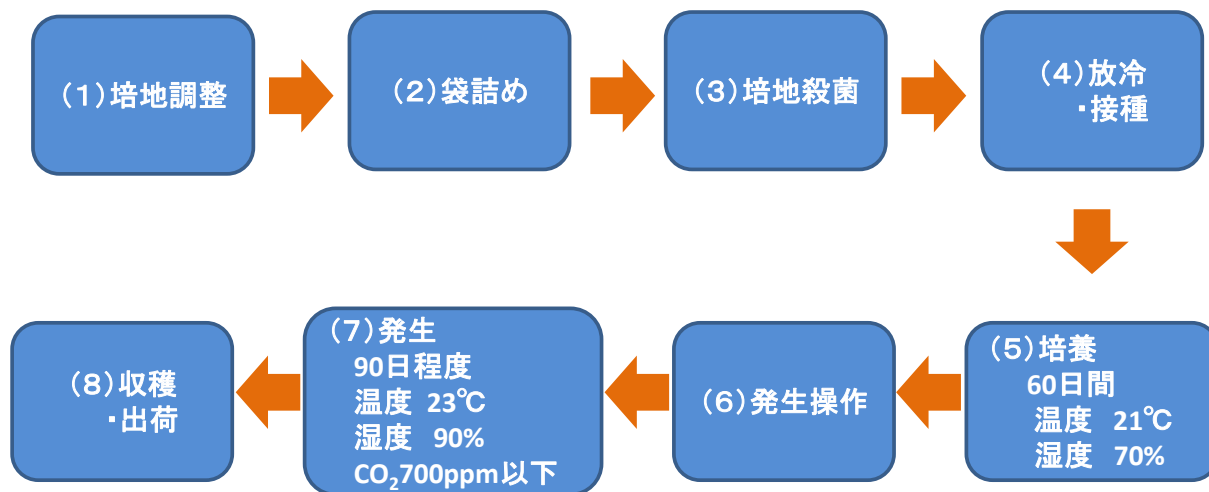 (1)培地調整
(2)袋詰め
(3)培地殺菌
(4)放冷
・接種
(5)培養
60日間
温度 21℃
湿度 70%
(6)発生操作
(7)発生
90日程度
温度 23℃
湿度 90%
CO₂700ppm以下
(8)収穫
・出荷